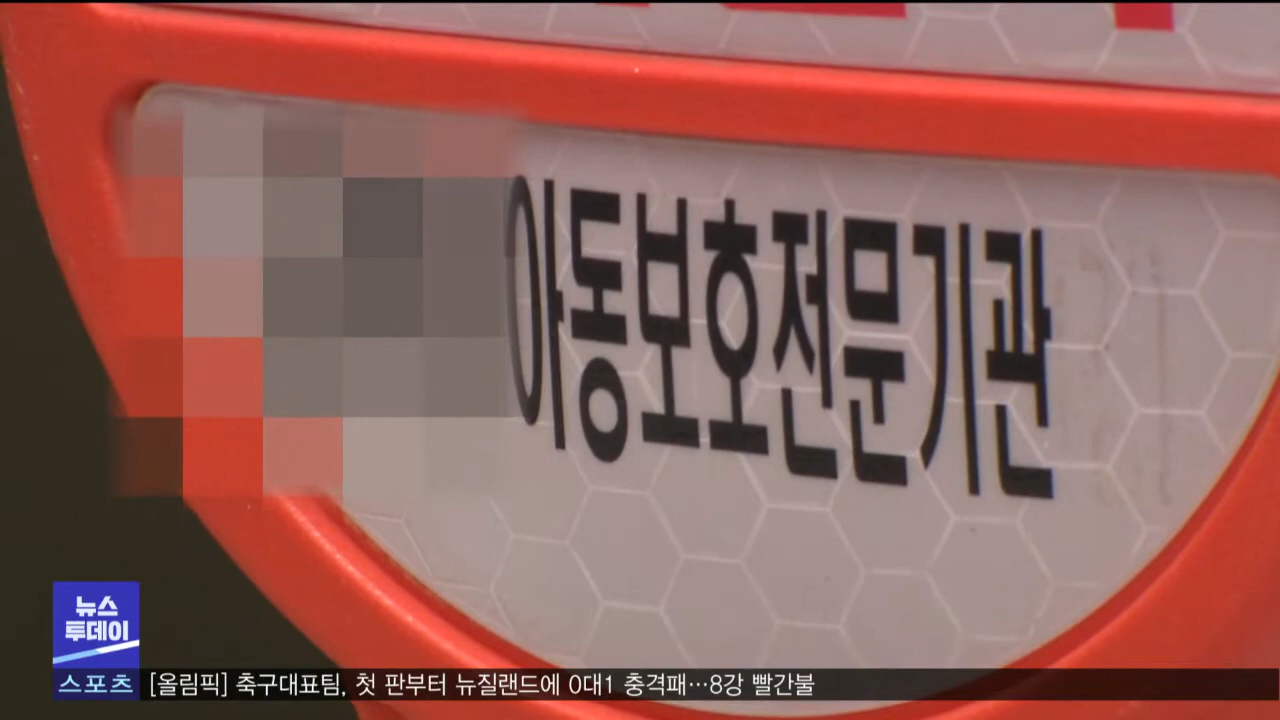 아동보호전문기관
뉴스
투데이
스포츠
[올림픽] 축구대표팀, 첫 판부터 뉴질랜드에 0대1 충격패…8강 빨간불